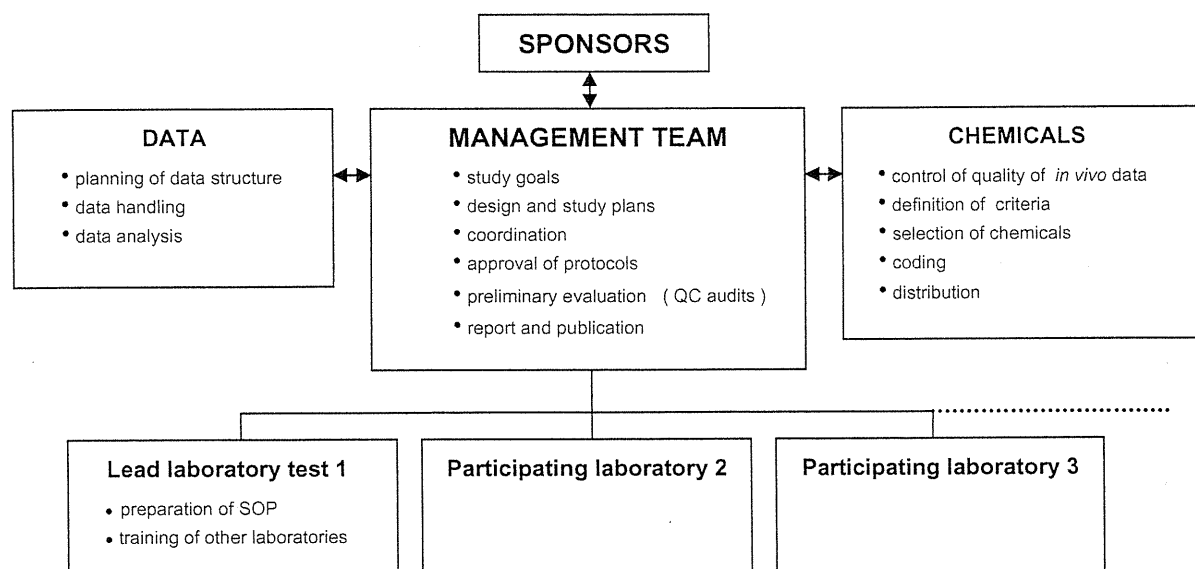 SPONSORS
DATA
• planning of data structure
• data handling
• data analysis
MANAGEMENT TEAM
• study goals
• design and study plans
• coordination
• approval of protocols
• preliminary evaluation ( QC audits )
• report and publication
CHEMICALS
• control of quality of in vivo data
• definition of criteria
• selection of chemicals
• coding
• distribution
Lead laboratory test 1
• preparation of SOP
• training of other laboratories
Participating laboratory 2
Participating laboratory 3